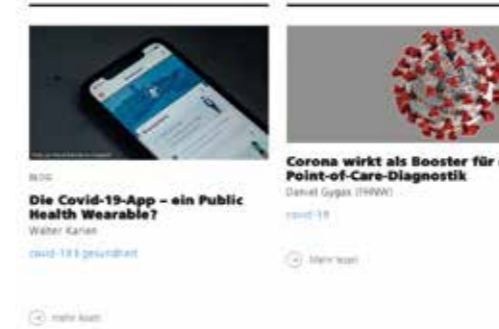 BLOG
Die Covid-19-App – ein Public
Health Wearable?
Walter Karlen
covid-19 | gesundheit
mehr lesen
Corona wirkt als Booster für
Point-of-Care-Diagnostik
Daniel Gygax (FHNW)
covid-19
Mehr lesen